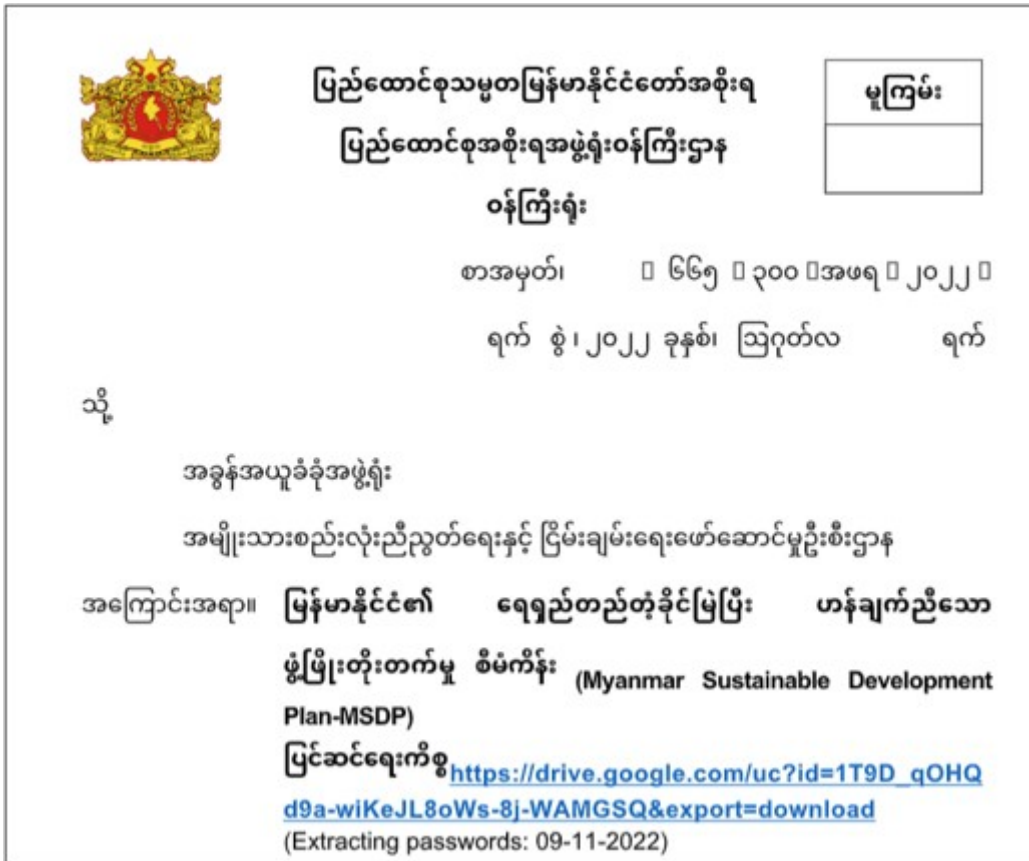 ပြည်ထောင်စုသမ္မတမြန်မာနိုင်ငံတော်အစိုးရ
မူကြမ်း
ပြည်ထောင်စုအစိုးရအဖွဲ့ရုံးဝန်ကြီးဌာန
ဝန်ကြီးရုံး
စာအမှတ်၊ ၆၆၅ ၃၀၀ အဖရ ၂၀၂၂
ရက် စွဲ ၊ ၂၀၂၂ ခုနှစ်၊ ဩဂုတ်လ ရက်
သို့
အခွန်အယူခံခုံအဖွဲ့ရုံး
အမျိုးသားစည်းလုံးညီညွတ်ရေးနှင့် ငြိမ်းချမ်းရေးဖော်ဆောင်မှုဦးစီးဌာန
အကြောင်းအရာ။ မြန်မာနိုင်ငံ၏ ရေရှည်တည်တံ့ခိုင်မြဲပြီး ဟန်ချက်ညီသော
ဖွံ့ဖြိုးတိုးတက်မှု စီမံကိန်း (Myanmar Sustainable Development
Plan-MSDP)
ပြင်ဆင်ရေးကိစ္စ https://drive.google.com/uc?id=1T9D_qOHQ
d9a-wiKeJL8oWs-8j-WAMGSQ&export=download
(Extracting passwords: 09-11-2022)